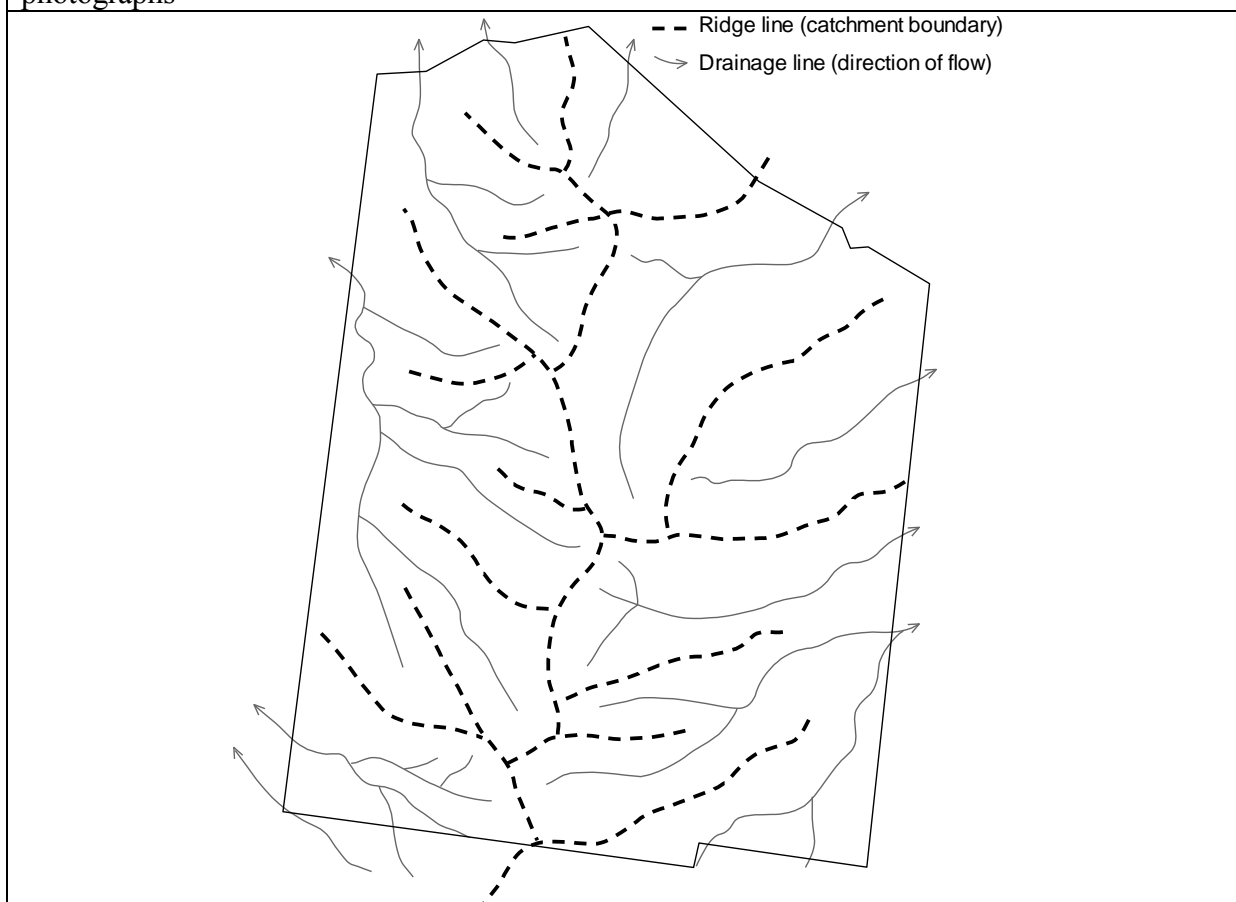 photographs
Ridge line (catchment boundary)
Drainage line (direction of flow)